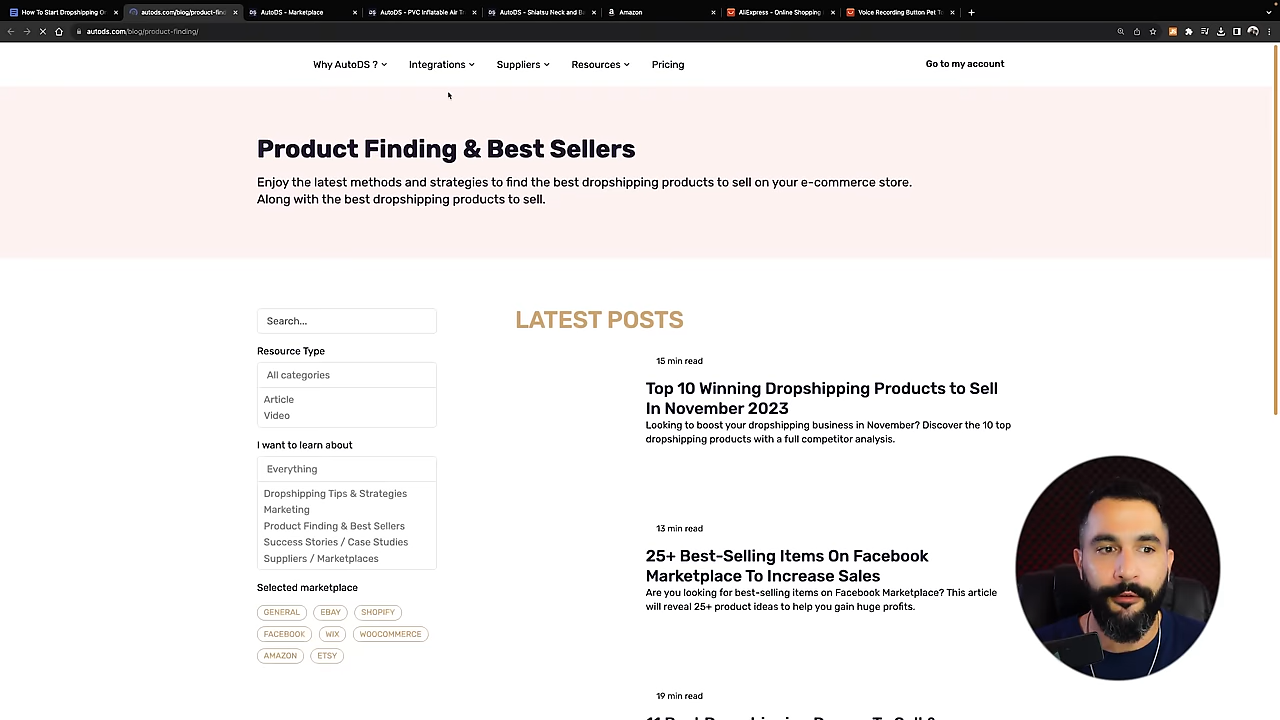 How To Start Dropshipping O
autods.com/blog/product-findi
AutoDS - Marketplace
AutoDS - PVC Inflatable Air T
AutoDS - Shiatsu Neck and B
Amazon
AliExpress - Online Shopping
Voice Recording Button Pet T
autods.com/blog/product-finding/
Why AutoDS ?
Integrations
Suppliers
Resources
Pricing
Go to my account
Product Finding & Best Sellers
Enjoy the latest methods and strategies to find the best dropshipping products to sell on your e-commerce store.
Along with the best dropshipping products to sell.
Search...
Resource Type
All categories
Article
Video
I want to learn about
Everything
Dropshipping Tips & Strategies
Marketing
Product Finding & Best Sellers
Success Stories / Case Studies
Suppliers / Marketplaces
Selected marketplace
GENERAL EBAY SHOPIFY
FACEBOOK WIX WOOCOMMERCE
AMAZON ETSY
LATEST POSTS
15 min read
Top 10 Winning Dropshipping Products to Sell
In November 2023
Looking to boost your dropshipping business in November? Discover the 10 top
dropshipping products with a full competitor analysis.
13 min read
25+ Best-Selling Items On Facebook
Marketplace To Increase Sales
Are you looking for best-selling items on Facebook Marketplace? This article
will reveal 25+ product ideas to help you gain huge profits.
19 min read